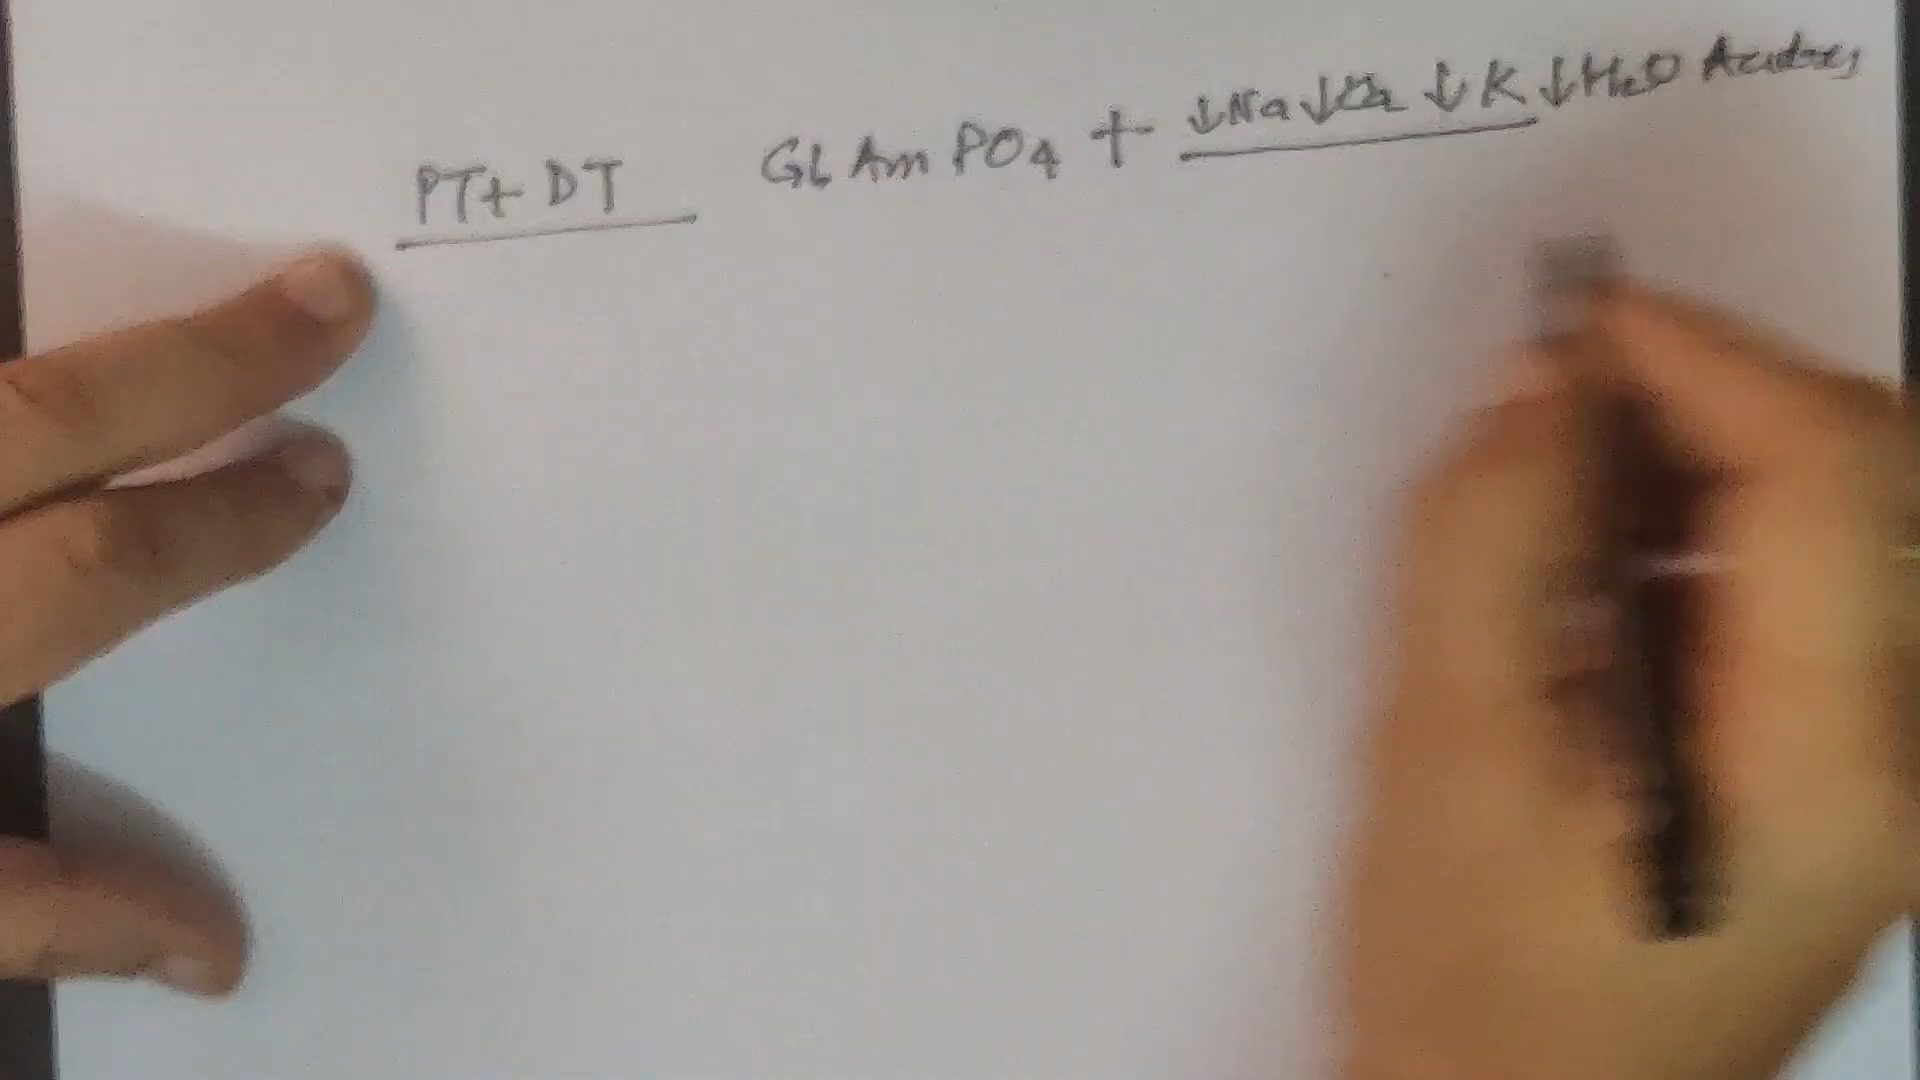 PT+ DT GL Am PO4 + ↓Na ↓Ca ↓K ↓H2O Acidosis